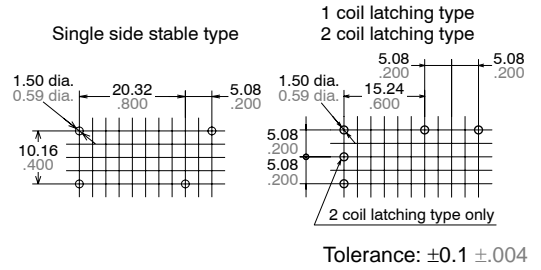 Single side stable type
1.50 dia.
0.59 dia.
20.32
.800
5.08
.200
10.16
.400
1 coil latching type
2 coil latching type
5.08
.200
5.08
.200
1.50 dia.
0.59 dia.
15.24
.600
5.08
.200
5.08
.200
2 coil latching type only
Tolerance: ±0.1 ±.004